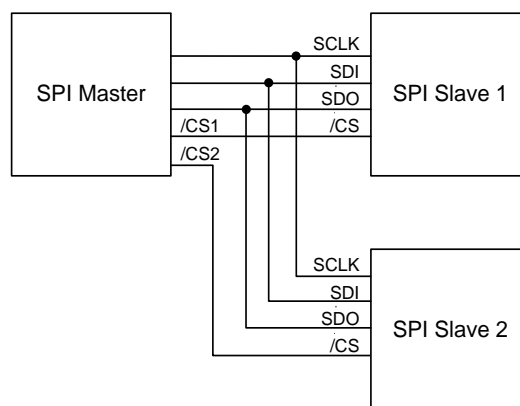 SPI Master
/CS1
/CS2
SCLK
SDI
SDO
/CS
SPI Slave 1
SCLK
SDI
SDO
/CS
SPI Slave 2